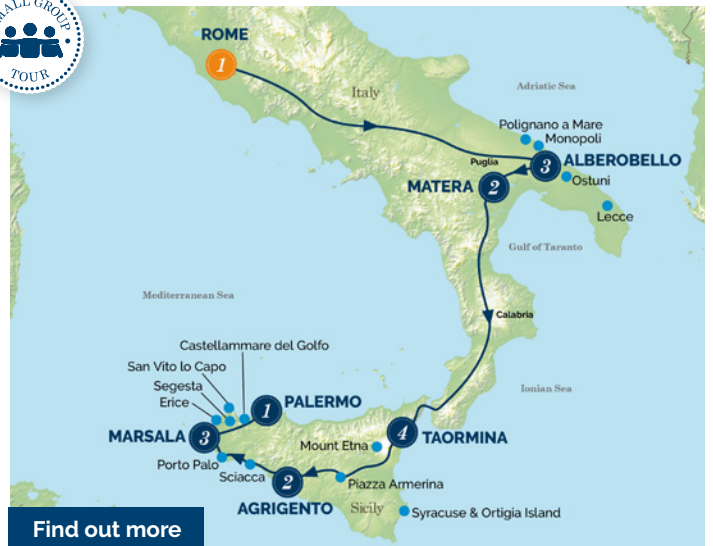 SMALL GROUP
TOUR
ROME
1
Italy
Adriatic Sea
Polignano a Mare
Monopoli
Puglia
3
ALBEROBELLO
MATERA
2
Ostuni
Lecce
Gulf of Taranto
Mediterranean Sea
Calabria
Castellammare del Golfo
San Vito lo Capo
Segesta
Erice
Ionian Sea
1
PALERMO
MARSALA
3
4
TAORMINA
Mount Etna
Porto Palo
Sciacca
2
Piazza Armerina
AGRIGENTO
Sicily
Syracuse & Ortigia Island
Find out more